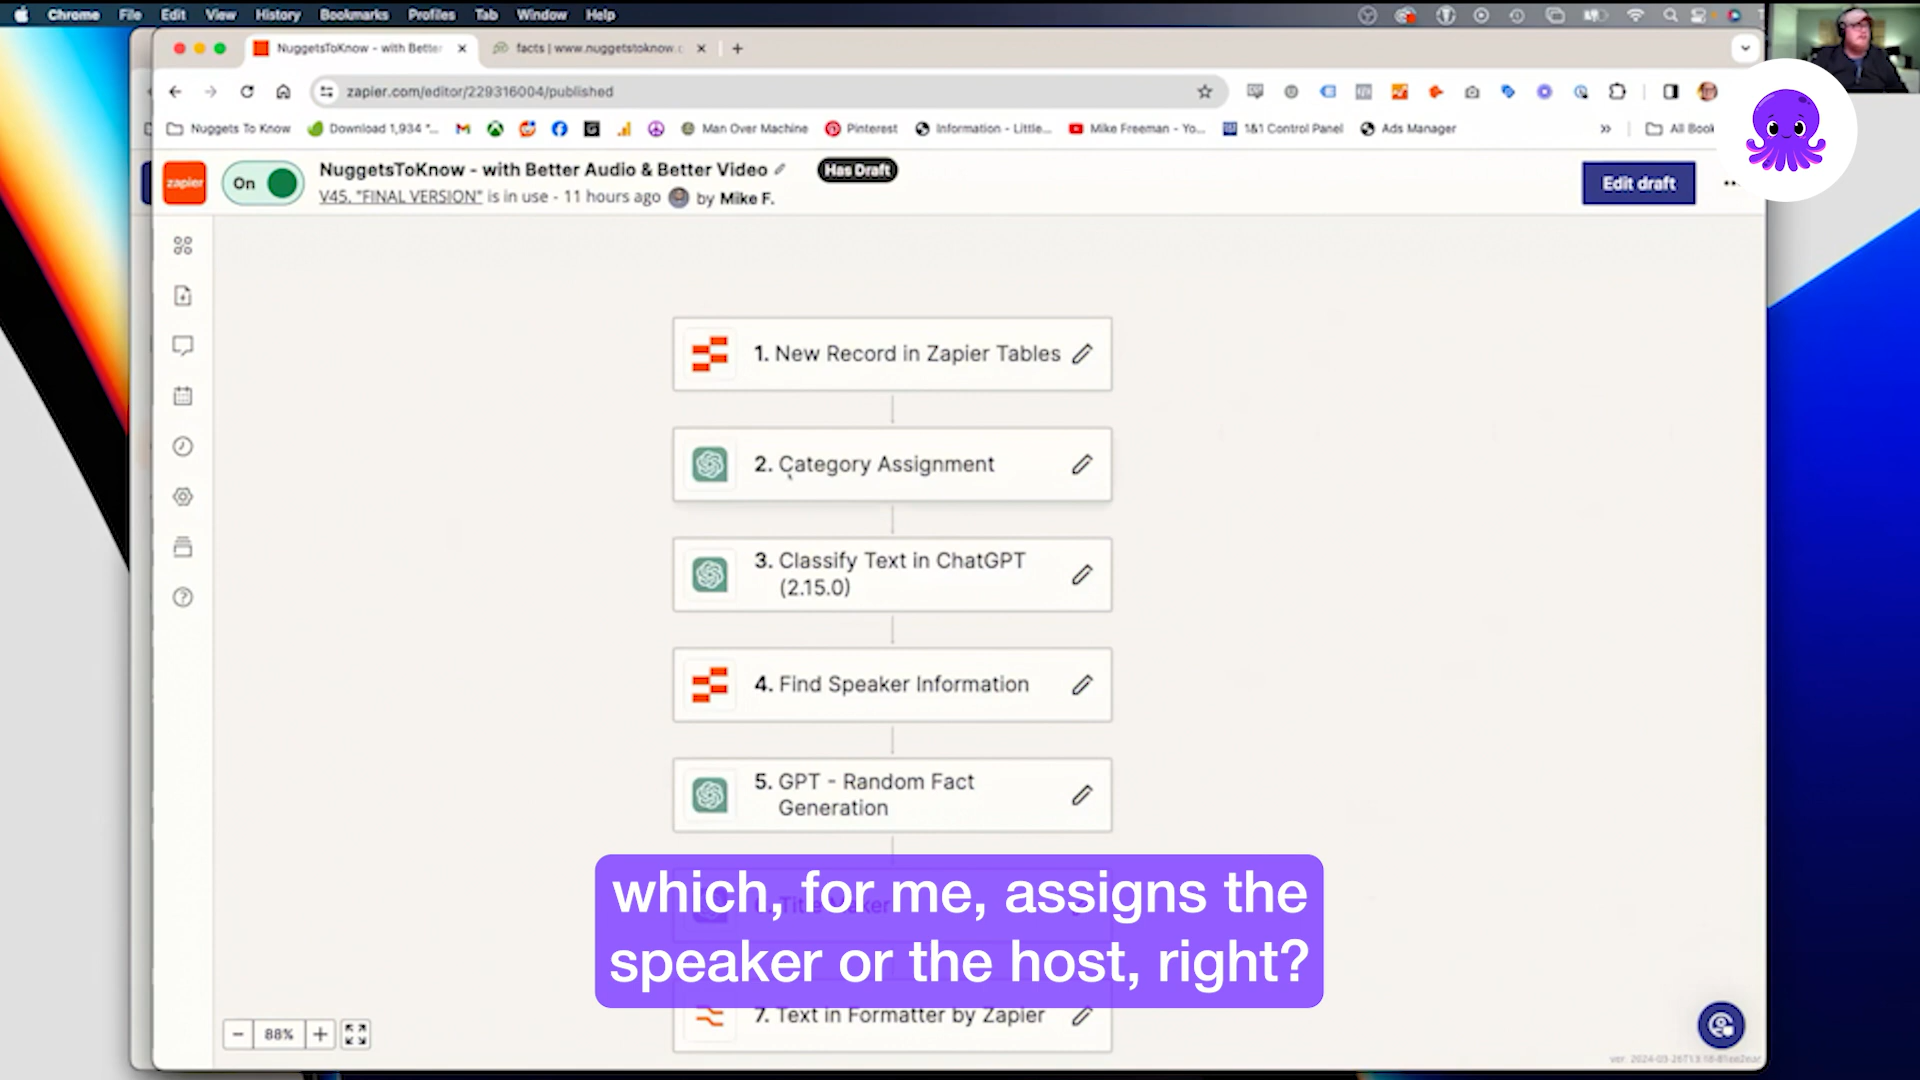 Chrome File Edit View History Bookmarks Profiles Tab Window Help
NuggetsToKnow - with Better
facts | www.nuggetstoknow.c
zapier.com/editor/229316004/published
Nuggets To Know
Download 1,934 "...
Man Over Machine
Pinterest
Information - Little...
Mike Freeman - Yo...
1&1 Control Panel
Ads Manager
»
All Book
zapier
On
NuggetsToKnow - with Better Audio & Better Video
Has Draft
V45. "FINAL VERSION" is in use - 11 hours ago by Mike F.
Edit draft
1. New Record in Zapier Tables
2. Category Assignment
3. Classify Text in ChatGPT
(2.15.0)
4. Find Speaker Information
5. GPT - Random Fact
Generation
which, for me, assigns the
speaker or the host, right?
7. Text in Formatter by Zapier
88%